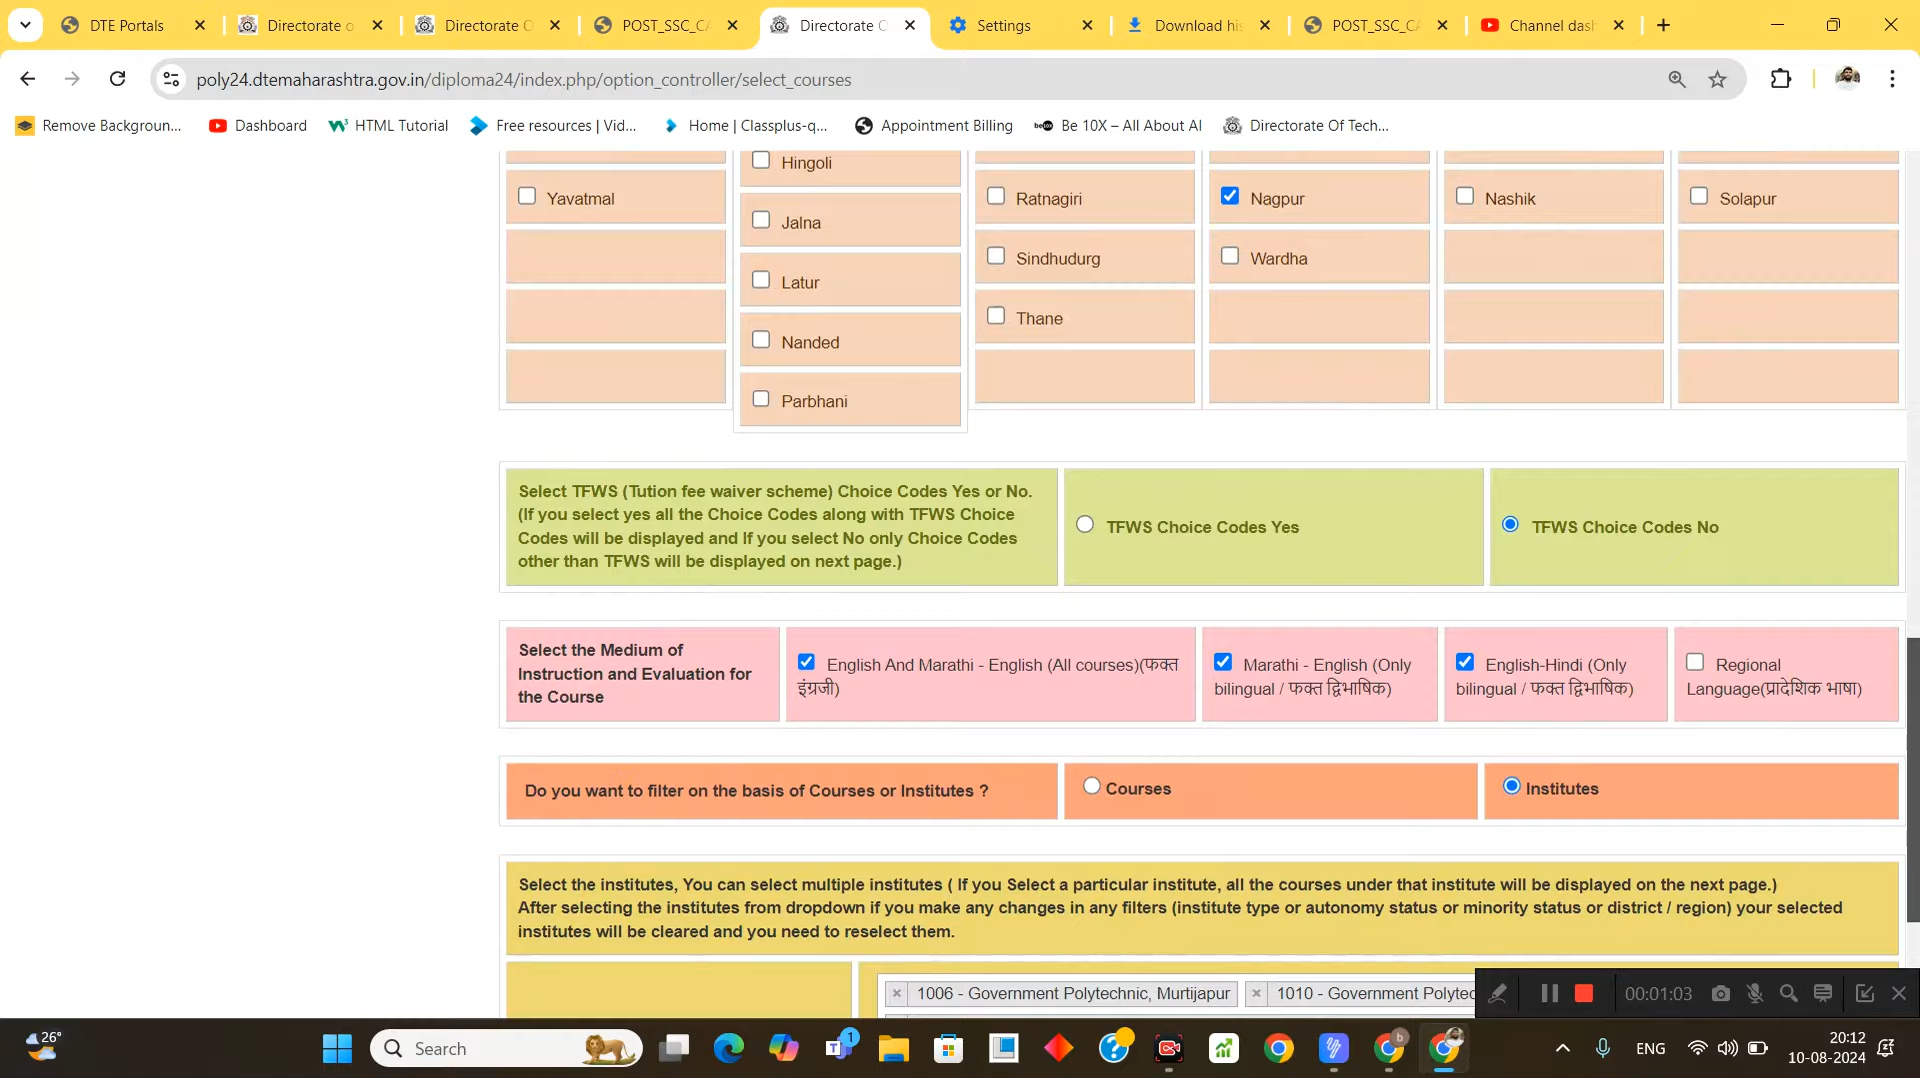 DTE Portals
Directorate o
Directorate O
POST_SSC_CA
Directorate O
Settings
Download his
POST_SSC_CA
Channel dash
poly24.dtemaharashtra.gov.in/diploma24/index.php/option_controller/select_courses
Remove Backgroun...
Dashboard
HTML Tutorial
Free resources | Vid...
Home | Classplus-q...
Appointment Billing
Be 10X – All About AI
Directorate Of Tech...
Hingoli
Yavatmal
Ratnagiri
Nagpur
Nashik
Solapur
Jalna
Sindhudurg
Wardha
Latur
Thane
Nanded
Parbhani
Select TFWS (Tution fee waiver scheme) Choice Codes Yes or No.
(If you select yes all the Choice Codes along with TFWS Choice
Codes will be displayed and If you select No only Choice Codes
other than TFWS will be displayed on next page.)
TFWS Choice Codes Yes
TFWS Choice Codes No
Select the Medium of
Instruction and Evaluation for
the Course
English And Marathi - English (All courses)(फक्त
इंग्रजी)
Marathi - English (Only
bilingual / फक्त द्विभाषिक)
English-Hindi (Only
bilingual / फक्त द्विभाषिक)
Regional
Language(प्रादेशिक भाषा)
Do you want to filter on the basis of Courses or Institutes ?
Courses
Institutes
Select the institutes, You can select multiple institutes ( If you Select a particular institute, all the courses under that institute will be displayed on the next page.)
After selecting the institutes from dropdown if you make any changes in any filters (institute type or autonomy status or minority status or district / region) your selected
institutes will be cleared and you need to reselect them.
1006 - Government Polytechnic, Murtijapur
1010 - Government Polytec
00:01:03
26°
Search
1
ENG
20:12
10-08-2024